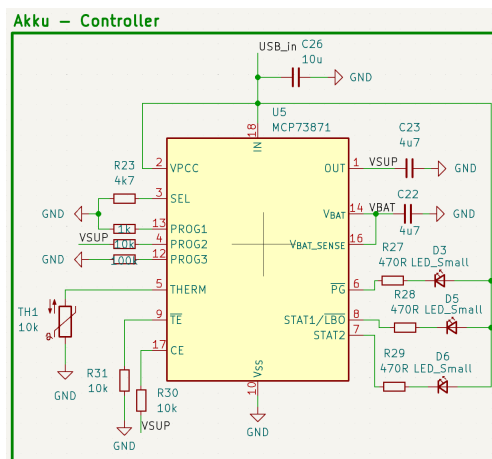 Akku – Controller
USB_in
C26
10u
GND
U5
MCP73871
18
IN
R23
4k7
2
VPCC
OUT
1
VSUP
C23
4u7
GND
3
SEL
GND
1k
13
PROG1
VSUP
10k
4
PROG2
GND
100k
12
PROG3
VBAT
14
VBAT
C22
4u7
GND
VBAT_SENSE
16
5
THERM
TH1
10k
GND
R27
470R
D3
LED_Small
PG
6
R28
470R
D5
LED_Small
9
TE
STAT1/LBO
8
STAT2
7
17
CE
R29
470R
D6
LED_Small
R31
10k
GND
R30
10k
VSUP
Vss
10
GND